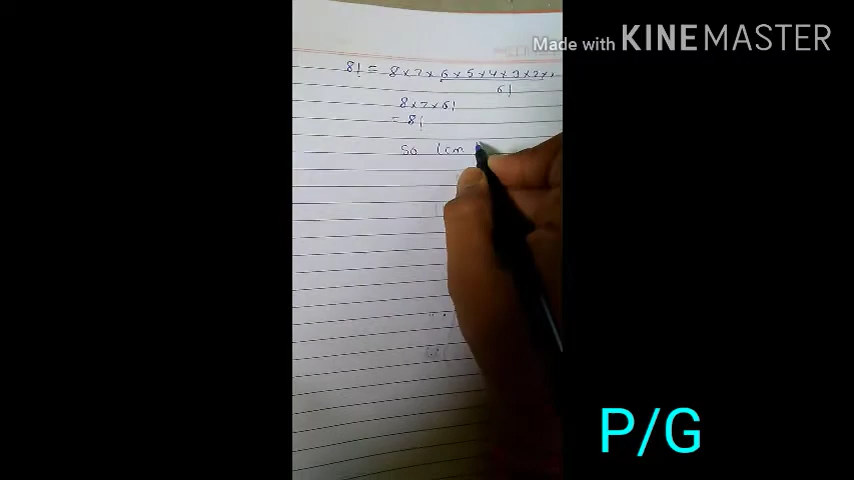 Made with KINEMASTER
8! = 8×7×6×5×4×3×2×1
6!
8×7×6!
= 8!
So lcm
P/G